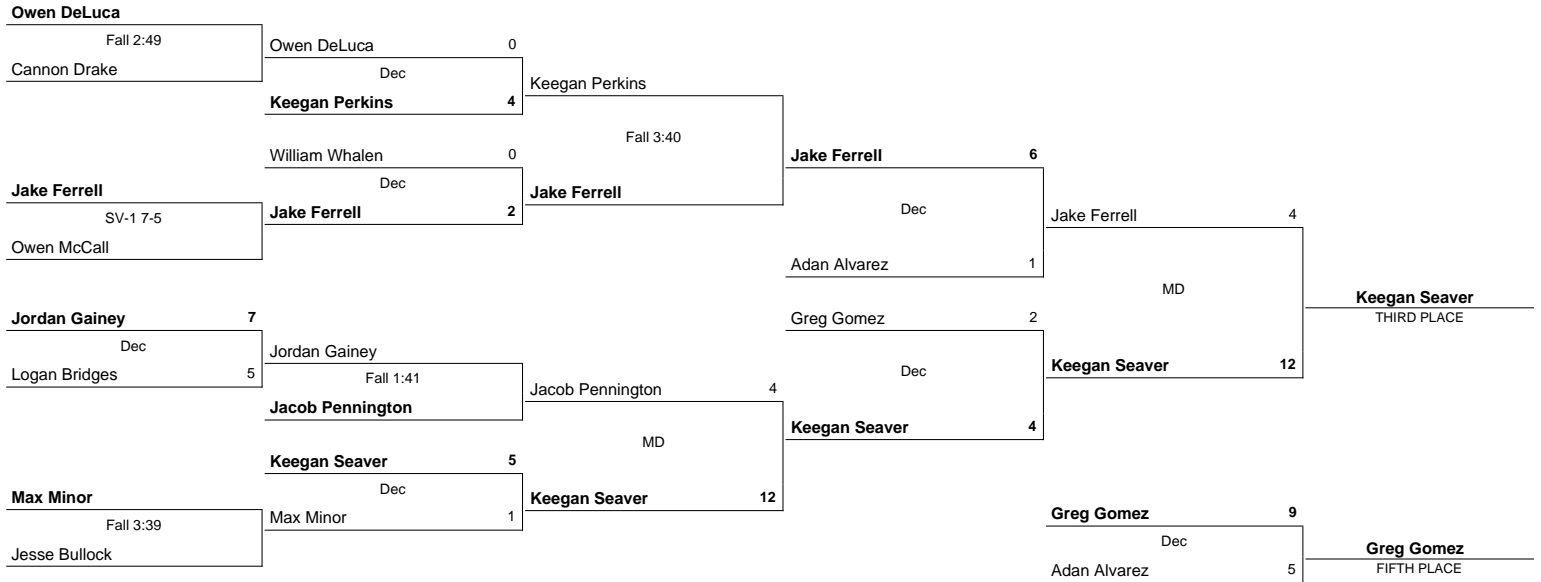 Owen DeLuca
Fall 2:49
Cannon Drake
Jake Ferrell
SV-1 7-5
Owen McCall
Jordan Gainey 7
Dec
Logan Bridges 5
Max Minor
Fall 3:39
Jesse Bullock
Owen DeLuca 0
Dec
Keegan Perkins 4
William Whalen 0
Dec
Jake Ferrell 2
Jordan Gainey
Fall 1:41
Jacob Pennington
Keegan Seaver 5
Dec
Max Minor 1
Keegan Perkins
Fall 3:40
Jake Ferrell
Jacob Pennington 4
MD
Keegan Seaver 12
Jake Ferrell 6
Dec
Adan Alvarez 1
Greg Gomez 2
Dec
Keegan Seaver 4
Jake Ferrell 4
MD
Keegan Seaver 12
Keegan Seaver
THIRD PLACE
Greg Gomez 9
Dec
Adan Alvarez 5
Greg Gomez
FIFTH PLACE